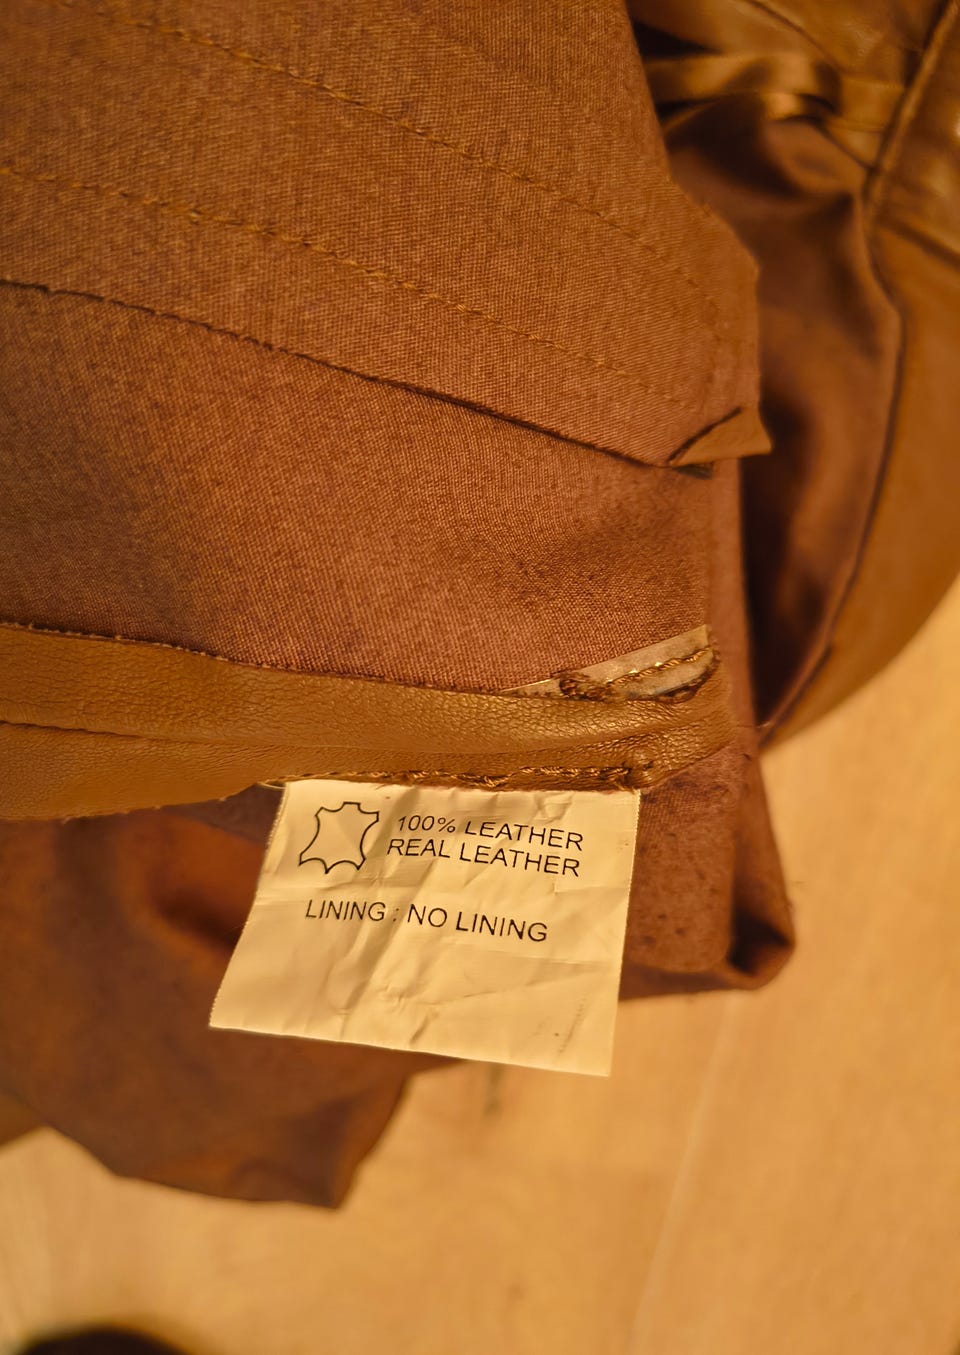 100% LEATHER
REAL LEATHER
LINING : NO LINING